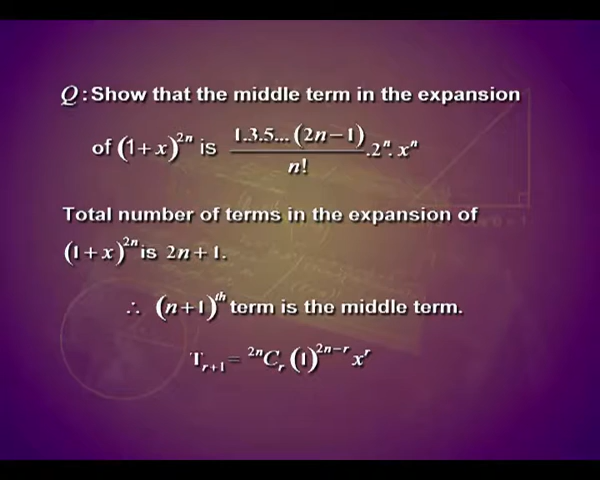 Q : Show that the middle term in the expansion
of (1+x)^{2n} is \frac{1.3.5...(2n-1)}{n!}.2^n.x^n
Total number of terms in the expansion of
(1+x)^{2n} is 2n+1.
∴ (n+1)^{th} term is the middle term.
T_{r+1} = ^{2n}C_r (1)^{2n-r} x^r